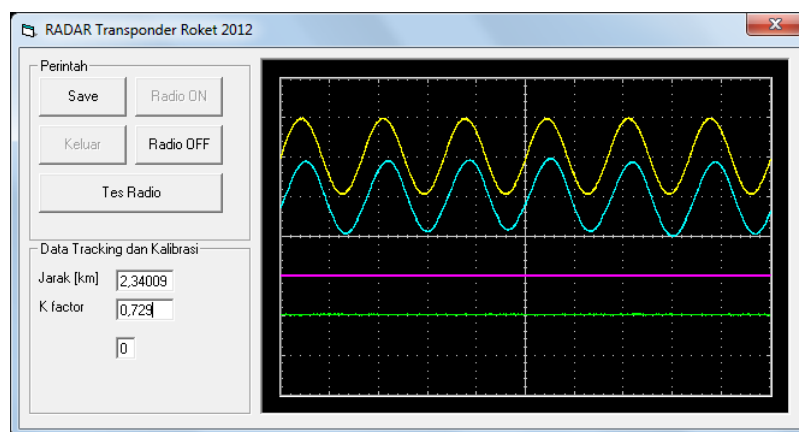 RADAR Transponder Roket 2012
Perintah
Save
Radio ON
Keluar
Radio OFF
Tes Radio
Data Tracking dan Kalibrasi
Jarak [km] 2,34009
K factor 0,729
0